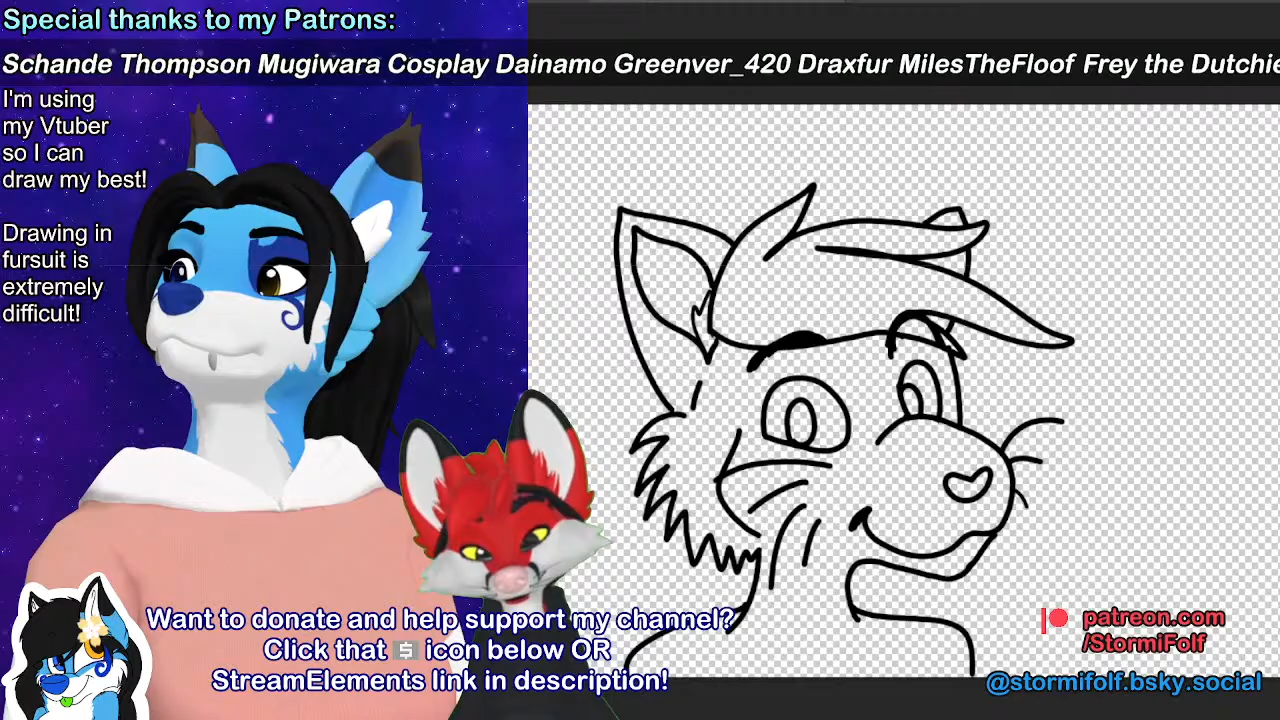 Special thanks to my Patrons:
Schande Thompson Mugiwara Cosplay Dainamo Greenver_420 Draxfur MilesTheFloof Frey the Dutchie
I'm using
my Vtuber
so I can
draw my best!
Drawing in
fursuit is
extremely
difficult!
Want to donate and help support my channel?
Click that $ icon below OR
StreamElements link in description!
patreon.com
/StormiFolf
@stormifolf.bsky.social